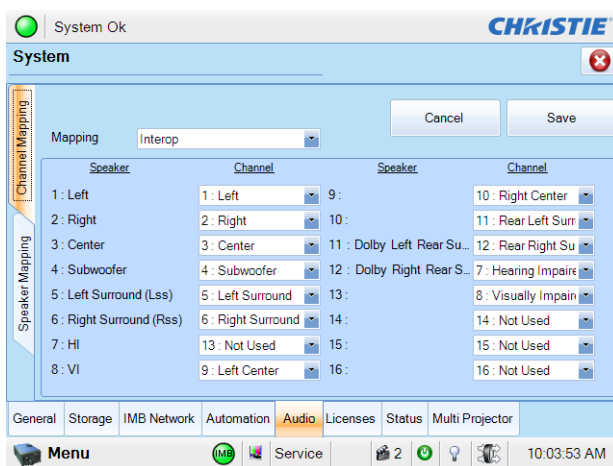 System Ok
CHRISTIE
System
Channel Mapping
Speaker Mapping
Cancel
Save
Mapping
Interop
Speaker Channel Speaker Channel
1 : Left 1 : Left 9 : 10 : Right Center
2 : Right 2 : Right 10 : 11 : Rear Left Surr
3 : Center 3 : Center 11 : Dolby Left Rear Su... 12 : Rear Right Su
4 : Subwoofer 4 : Subwoofer 12 : Dolby Right Rear S... 7 : Hearing Impaire
5 : Left Surround (Lss) 5 : Left Surround 13 : 8 : Visually Impair
6 : Right Surround (Rss) 6 : Right Surround 14 : 14 : Not Used
7 : HI 13 : Not Used 15 : 15 : Not Used
8 : VI 9 : Left Center 16 : 16 : Not Used
General Storage IMB Network Automation Audio Licenses Status Multi Projector
Menu IMB Service 2 10:03:53 AM